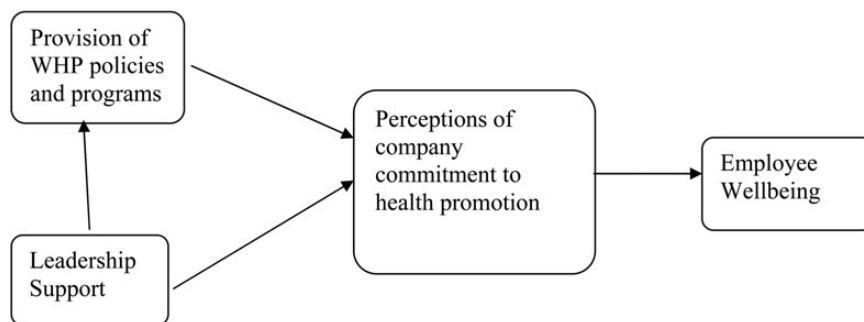 Provision of
WHP policies
and programs
Perceptions of
company
commitment to
health promotion
Employee
Wellbeing
Leadership
Support